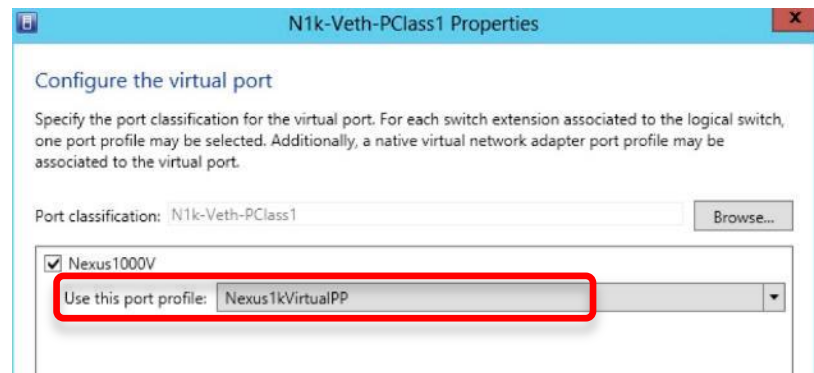 N1k-Veth-PClass1 Properties
x
Configure the virtual port
Specify the port classification for the virtual port. For each switch extension associated to the logical switch,
one port profile may be selected. Additionally, a native virtual network adapter port profile may be
associated to the virtual port.
Port classification: N1k-Veth-PClass1 Browse...
Nexus1000V
Use this port profile: Nexus1kVirtualPP